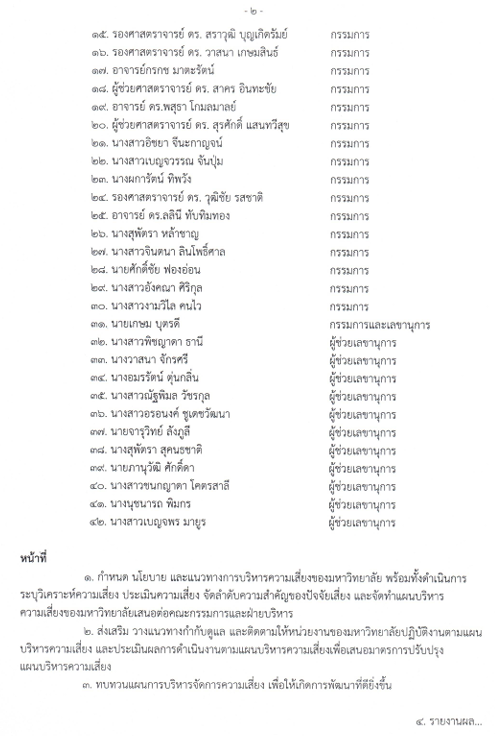 - ๒ -
๑๕. รองศาสตราจารย์ ดร. สราวุฒิ บุญเกิดรัมย์ กรรมการ
๑๖. รองศาสตราจารย์ ดร. วาสนา เกษมสินธ์ กรรมการ
๑๗. อาจารย์กรกช มาตะรัตน์ กรรมการ
๑๘. ผู้ช่วยศาสตราจารย์ ดร. สาคร อินทะชัย กรรมการ
๑๙. อาจารย์ ดร.พสุธา โกมลมาลย์ กรรมการ
๒๐. ผู้ช่วยศาสตราจารย์ ดร. สุรศักดิ์ แสนทวีสุข กรรมการ
๒๑. นางสาวอิชยา จีนะกาญจน์ กรรมการ
๒๒. นางสาวเบญจวรรณ จันปุ่ม กรรมการ
๒๓. นางผการัตน์ ทิพวัง กรรมการ
๒๔. รองศาสตราจารย์ ดร. วุฒิชัย รสชาติ กรรมการ
๒๕. อาจารย์ ดร.ลลินี ทับทิมทอง กรรมการ
๒๖. นางสุพัตรา หล้าชาญ กรรมการ
๒๗. นางสาวจินตนา ลินโพธิ์ศาล กรรมการ
๒๘. นายศักดิ์ชัย ฟองอ่อน กรรมการ
๒๙. นางสาวอังคณา ศิริกุล กรรมการ
๓๐. นางสาวงามวิไล คนไว กรรมการ
๓๑. นายเกษม บุตรดี กรรมการและเลขานุการ
๓๒. นางสาวพิชญาดา ธานี ผู้ช่วยเลขานุการ
๓๓. นางวาสนา จักรศรี ผู้ช่วยเลขานุการ
๓๔. นางอมรรัตน์ ตุ่นกลิ่น ผู้ช่วยเลขานุการ
๓๕. นางสาวณัฐพิมล วัชรกุล ผู้ช่วยเลขานุการ
๓๖. นางสาวอรอนงค์ ชูเดชวัฒนา ผู้ช่วยเลขานุการ
๓๗. นายจารุวิทย์ ลังภูลี ผู้ช่วยเลขานุการ
๓๘. นางสุพัตรา สุคนธชาติ ผู้ช่วยเลขานุการ
๓๙. นายภานุวัฒิ ศักดิ์ดา ผู้ช่วยเลขานุการ
๔๐. นางสาวชนกญาดา โคตรสาลี ผู้ช่วยเลขานุการ
๔๑. นางนุชนารถ พิมกร ผู้ช่วยเลขานุการ
๔๒. นางสาวเบญจพร มายูร ผู้ช่วยเลขานุการ
หน้าที่
๑. กำหนด นโยบาย และแนวทางการบริหารความเสี่ยงของมหาวิทยาลัย พร้อมทั้งดำเนินการ
ระบุวิเคราะห์ความเสี่ยง ประเมินความเสี่ยง จัดลำดับความสำคัญของปัจจัยเสี่ยง และจัดทำแผนบริหาร
ความเสี่ยงของมหาวิทยาลัยเสนอต่อคณะกรรมการและฝ่ายบริหาร
๒. ส่งเสริม วางแนวทางกำกับดูแล และติดตามให้หน่วยงานของมหาวิทยาลัยปฏิบัติงานตามแผน
บริหารความเสี่ยง และประเมินผลการดำเนินงานตามแผนบริหารความเสี่ยงเพื่อเสนอมาตรการปรับปรุง
แผนบริหารความเสี่ยง
๓. ทบทวนแผนการบริหารจัดการความเสี่ยง เพื่อให้เกิดการพัฒนาที่ดียิ่งขึ้น
๔. รายงานผล...